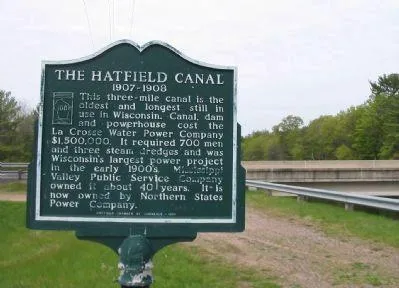 THE HATFIELD CANAL
1907-1908
This three-mile canal is the
oldest and longest still in
use in Wisconsin. Canal, dam
and powerhouse cost the
La Crosse Water Power Company
$1,500,000. It required 700 men
and three steam dredges and was
Wisconsin's largest power project
in the early 1900's. Mississippi
Valley Public Service Company
owned it about 40 years. It is
now owned by Northern States
Power Company.